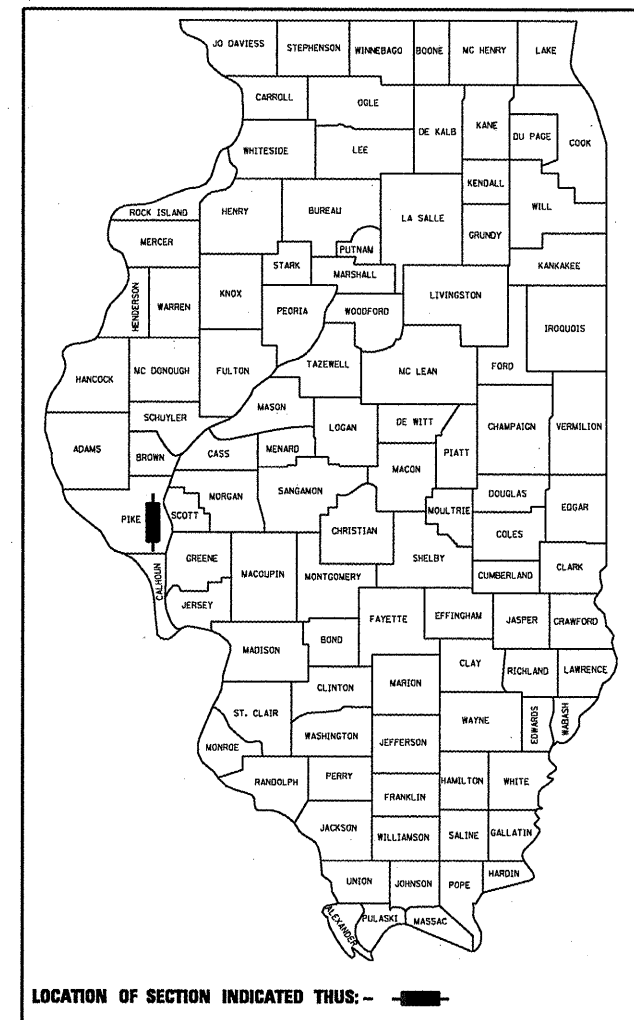 JO DAVIESS STEPHENSON WINNEBAGO BOONE MC HENRY LAKE
CARROLL OGLE DE KALB KANE DU PAGE COOK
WHITESIDE LEE KENDALL WILL
ROCK ISLAND HENRY BUREAU LA SALLE GRUNDY
MERCER PUTNAM KANKAKEE
STARK MARSHALL
HENDERSON WARREN KNOX PEORIA WOODFORD LIVINGSTON IROQUOIS
HANCOCK MC DONOUGH FULTON TAZEWELL MC LEAN FORD
SCHUYLER MASON LOGAN DE WITT CHAMPAIGN VERMILION
ADAMS BROWN CASS MENARD MACON PIATT
PIKE SCOTT MORGAN SANGAMON CHRISTIAN MOULTRIE DOUGLAS EDGAR
COLES
CALHOUN GREENE MACOUPIN MONTGOMERY SHELBY CUMBERLAND CLARK
JERSEY FAYETTE EFFINGHAM JASPER CRAWFORD
MADISON BOND CLAY RICHLAND LAWRENCE
CLINTON MARION
ST. CLAIR WAYNE EDWARDS WABASH
MONROE WASHINGTON JEFFERSON
RANDOLPH PERRY FRANKLIN HAMILTON WHITE
JACKSON WILLIAMSON SALINE GALLATIN
UNION JOHNSON POPE HARDIN
ALEXANDER PULASKI MASSAC
LOCATION OF SECTION INDICATED THUS: -